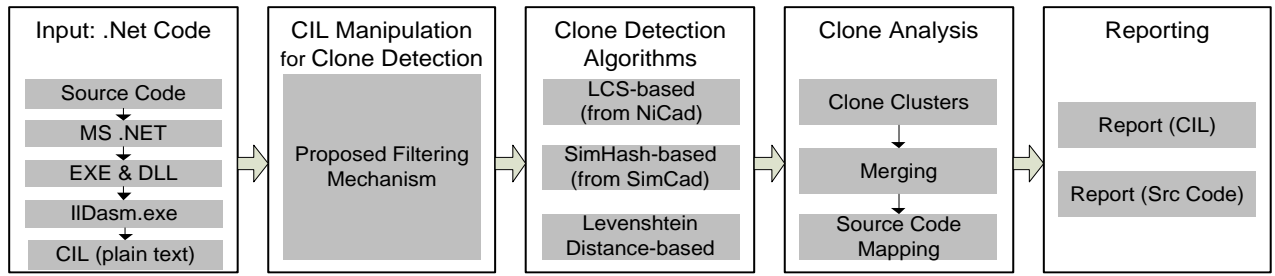 Input: .Net Code
Source Code
MS .NET
EXE & DLL
IlDasm.exe
CIL (plain text)
CIL Manipulation
for Clone Detection
Proposed Filtering
Mechanism
Clone Detection
Algorithms
LCS-based
(from NiCad)
SimHash-based
(from SimCad)
Levenshtein
Distance-based
Clone Analysis
Clone Clusters
Merging
Source Code
Mapping
Reporting
Report (CIL)
Report (Src Code)